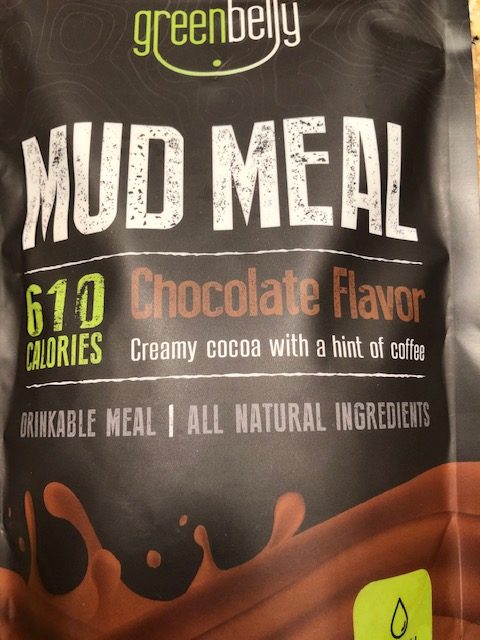 greenbelly
MUD MEAL
610
CALORIES
Chocolate Flavor
Creamy cocoa with a hint of coffee
DRINKABLE MEAL | ALL NATURAL INGREDIENTS